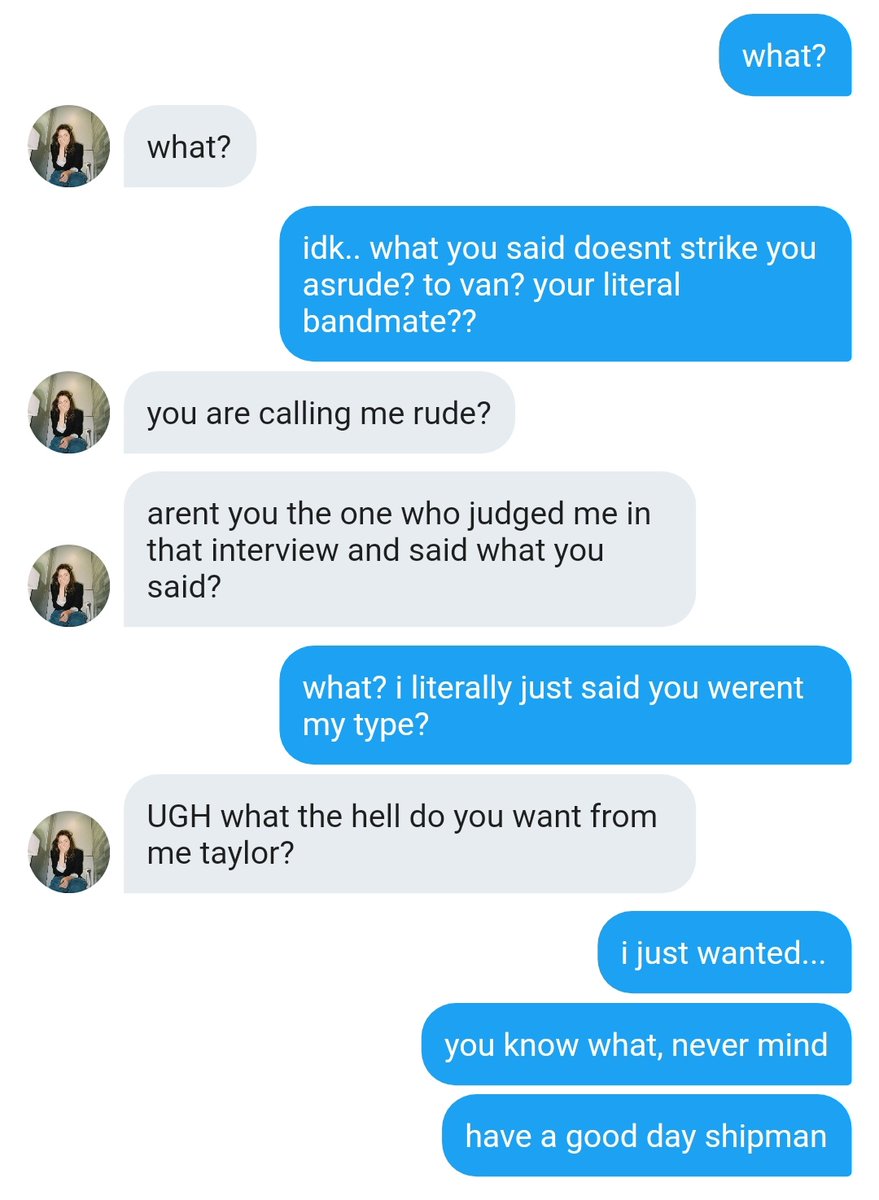 what?
what?
idk.. what you said doesnt strike you
asrude? to van? your literal
bandmate??
you are calling me rude?
arent you the one who judged me in
that interview and said what you
said?
what? i literally just said you werent
my type?
UGH what the hell do you want from
me taylor?
i just wanted...
you know what, never mind
have a good day shipman